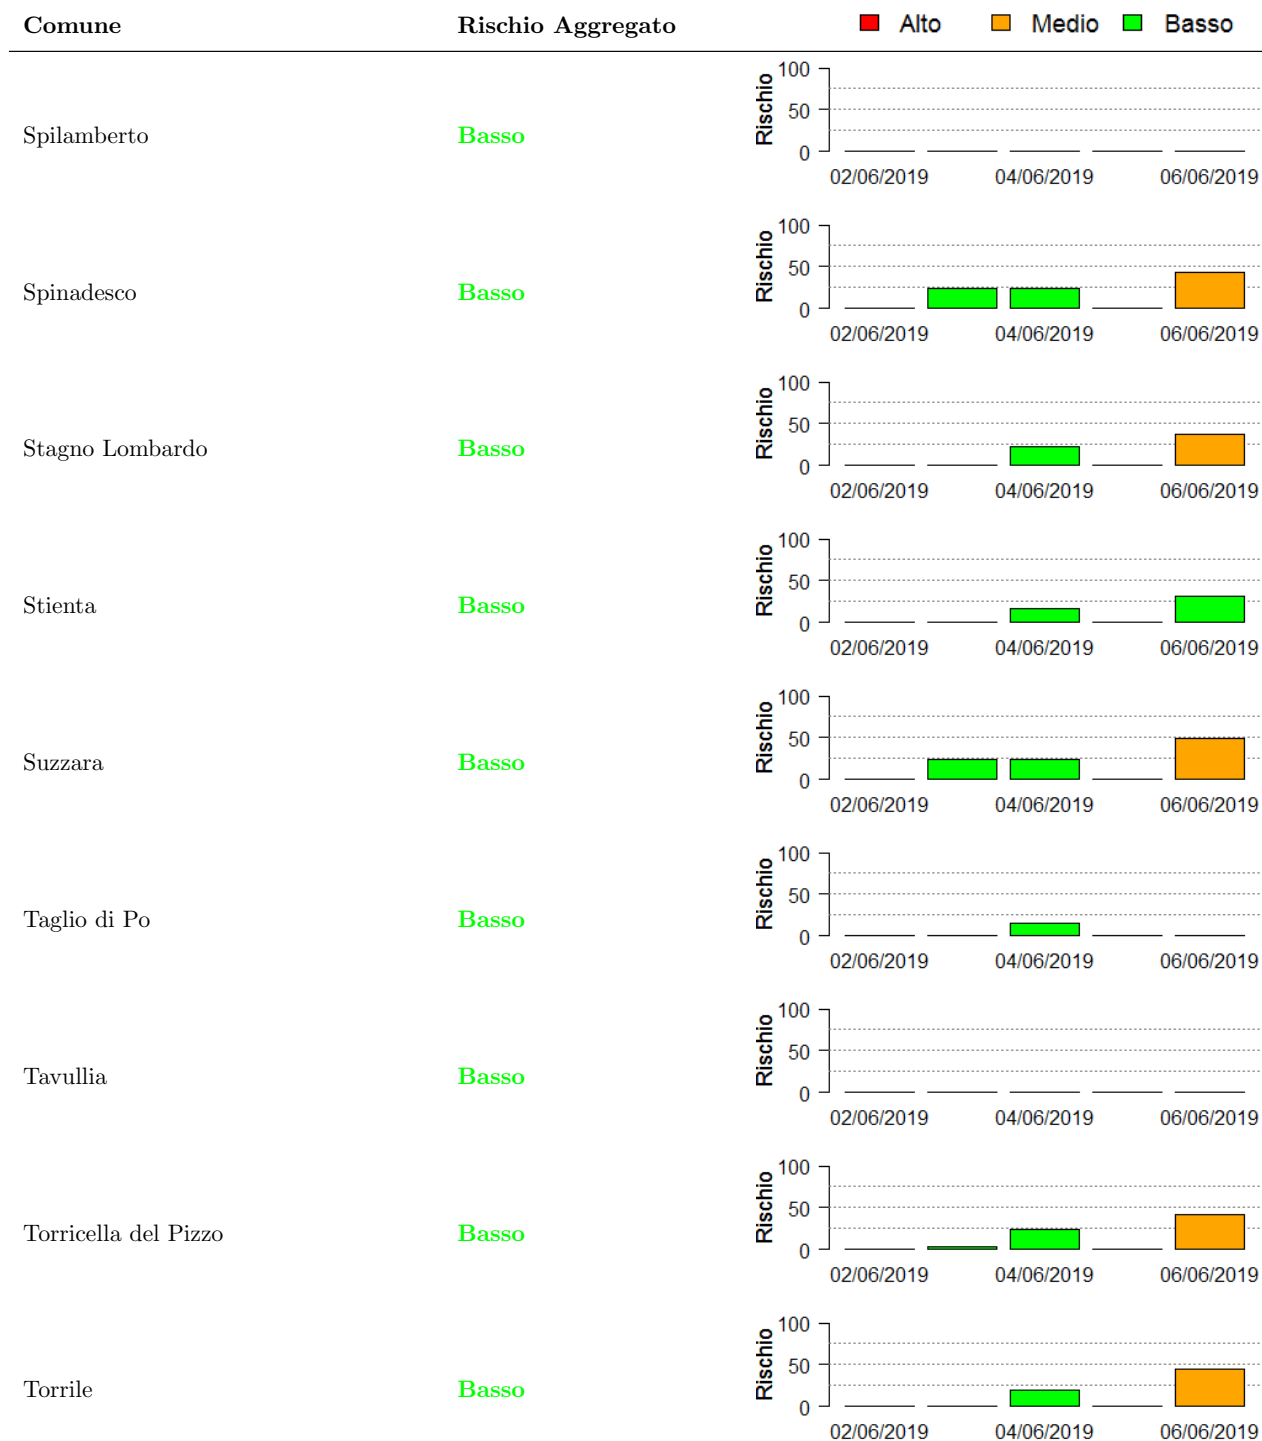 Comune Rischio Aggregato Alto Medio Basso
Spilamberto Basso Rischio 100 50 0
02/06/2019 04/06/2019 06/06/2019
Spinadesco Basso Rischio 100 50 0
02/06/2019 04/06/2019 06/06/2019
Stagno Lombardo Basso Rischio 100 50 0
02/06/2019 04/06/2019 06/06/2019
Stienta Basso Rischio 100 50 0
02/06/2019 04/06/2019 06/06/2019
Suzzara Basso Rischio 100 50 0
02/06/2019 04/06/2019 06/06/2019
Taglio di Po Basso Rischio 100 50 0
02/06/2019 04/06/2019 06/06/2019
Tavullia Basso Rischio 100 50 0
02/06/2019 04/06/2019 06/06/2019
Torricella del Pizzo Basso Rischio 100 50 0
02/06/2019 04/06/2019 06/06/2019
Torrile Basso Rischio 100 50 0
02/06/2019 04/06/2019 06/06/2019